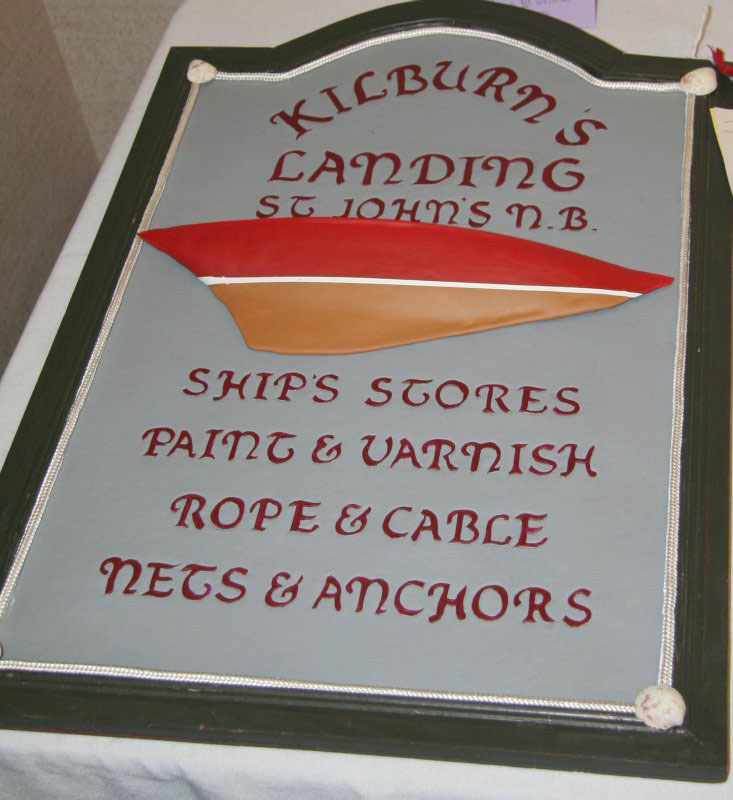 KILBURN'S
LANDING
ST JOHN'S N.B.
SHIP'S STORES
PAINT & VARNISH
ROPE & CABLE
NETS & ANCHORS